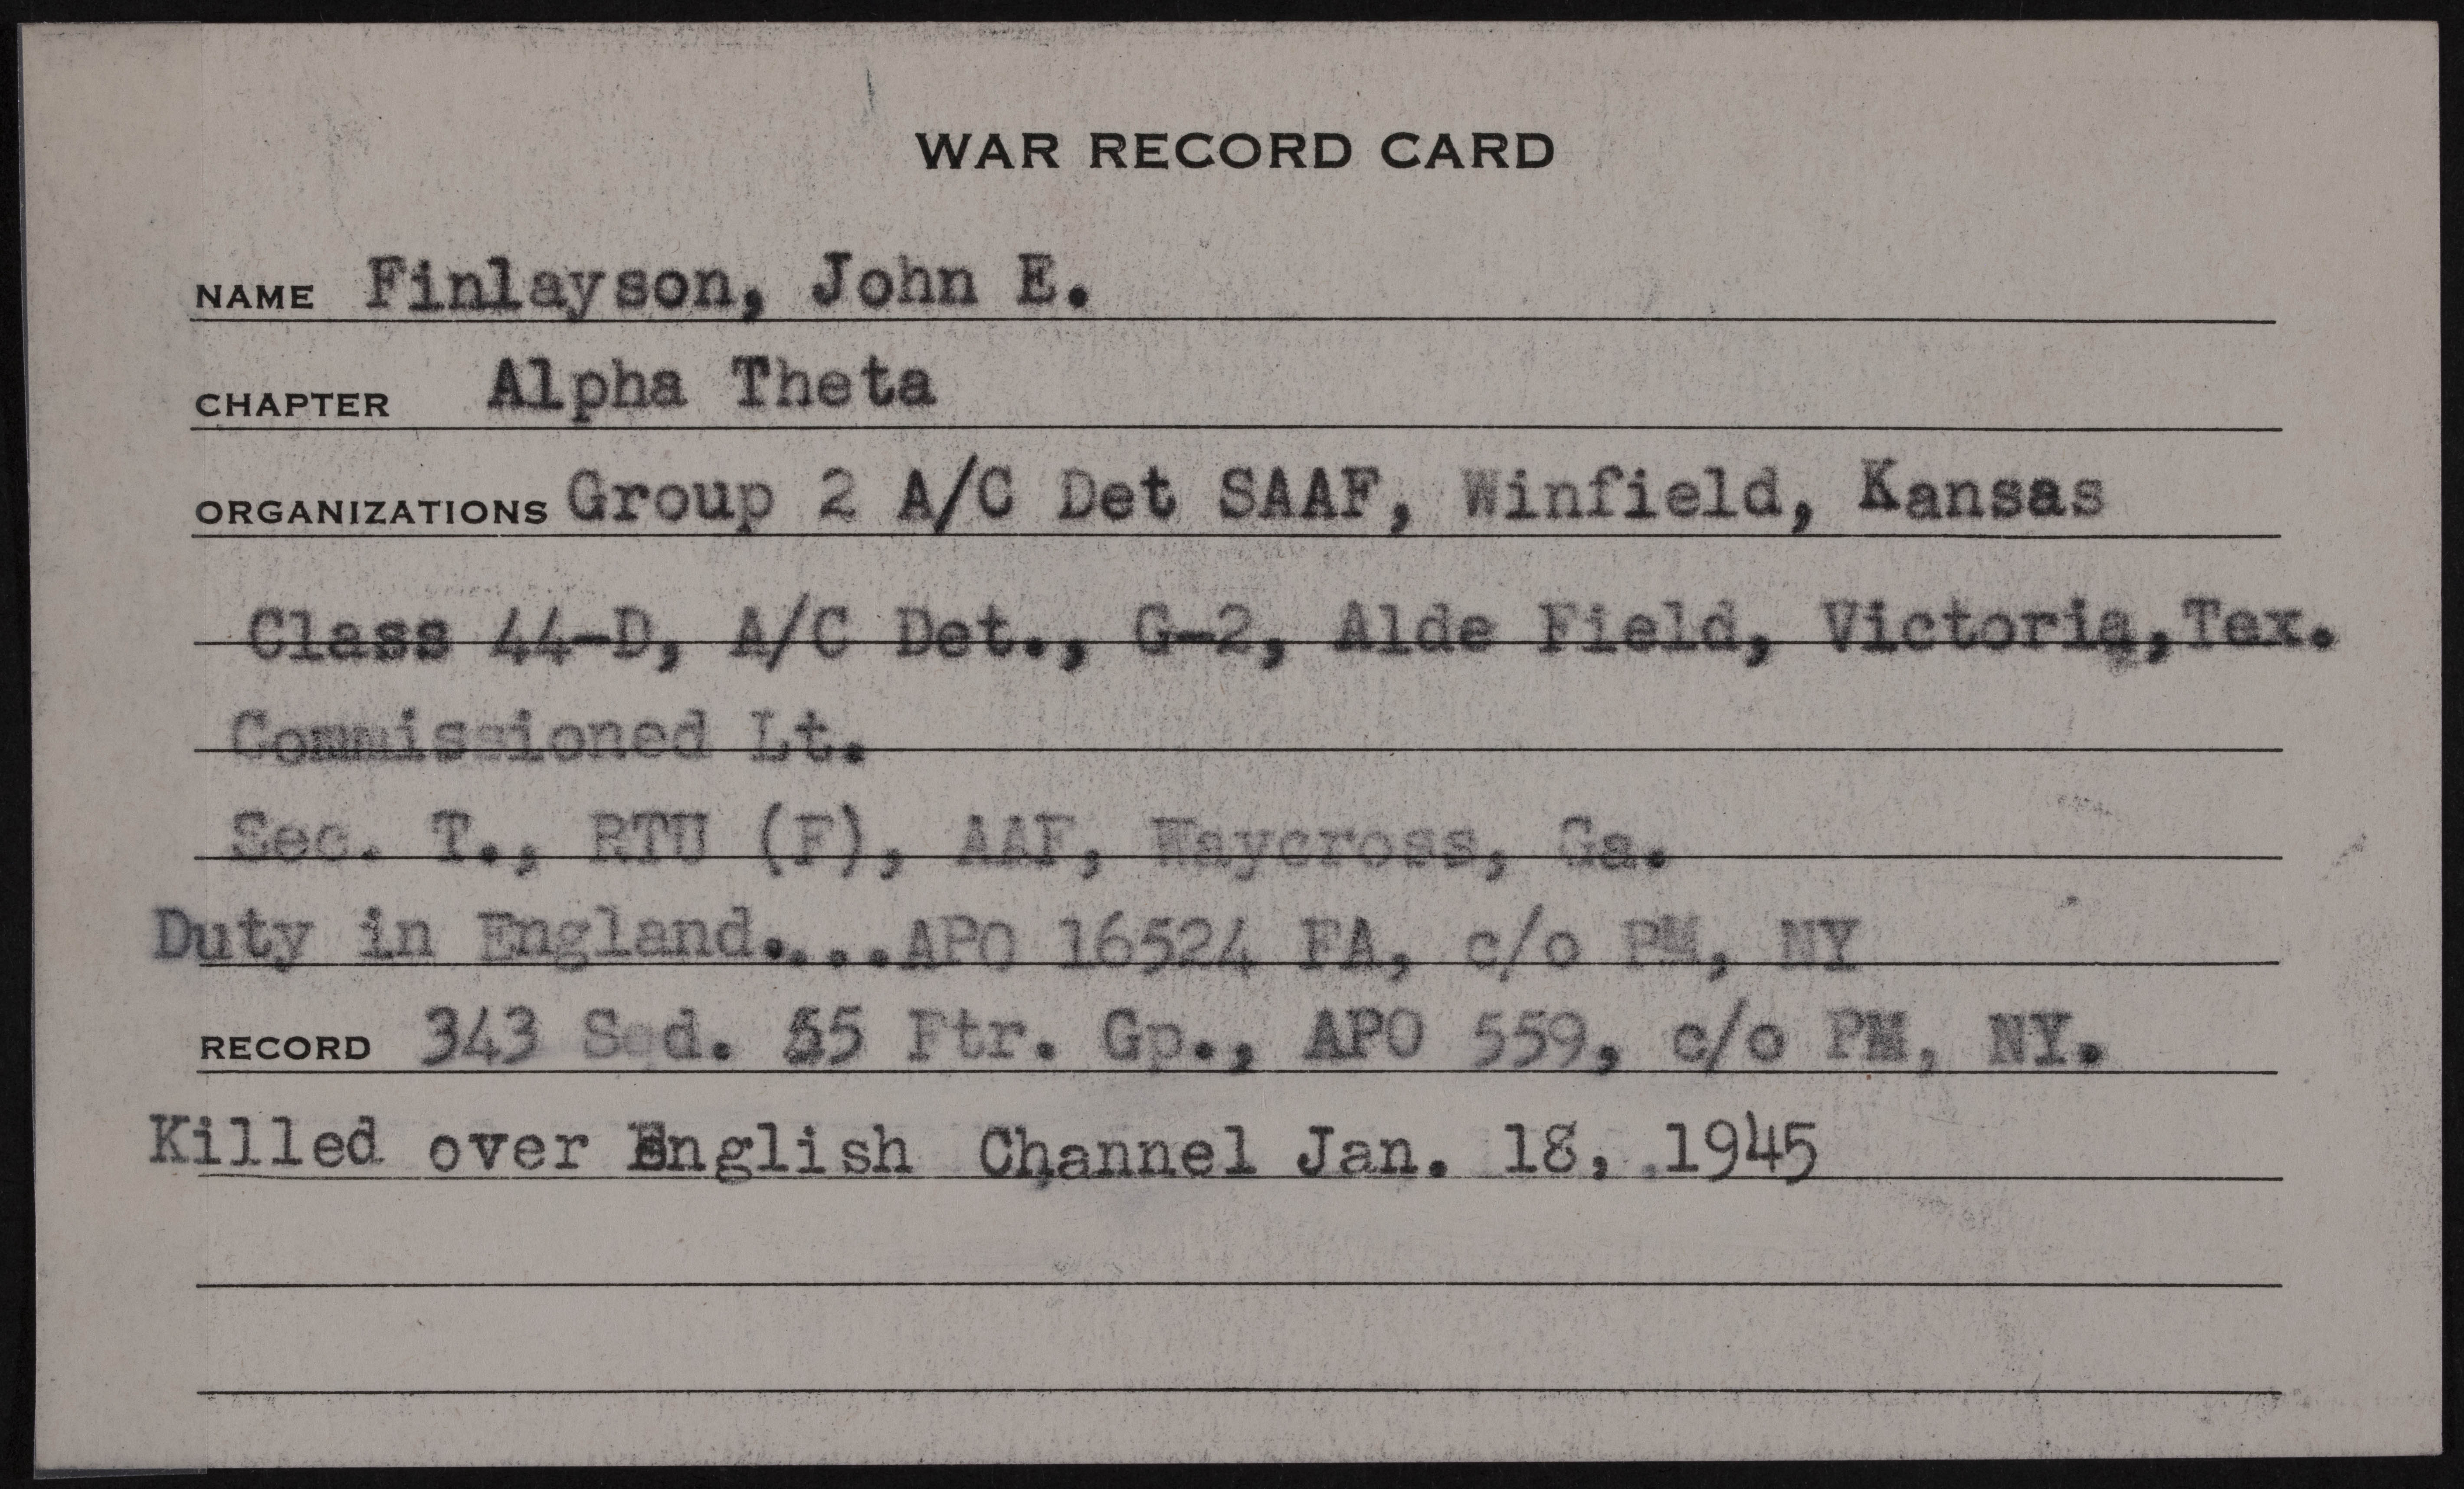 WAR RECORD CARD
NAME Finlayson, John E.
CHAPTER Alpha Theta
ORGANIZATIONS Group 2 A/C Det SAAF, Winfield, Kansas
Class 44-D, A/C Det., G-2, Alde Field, Victoria, Tex.
Commissioned Lt.
Sec. T., RTU (F), AAF, Waycross, Ga.
Duty in England....APO 16524 FA, c/o PM, NY
RECORD 343 55 Ftr. Gp., APO 559, c/o PM, NY.
Killed over English Channel Jan. 18, 1945